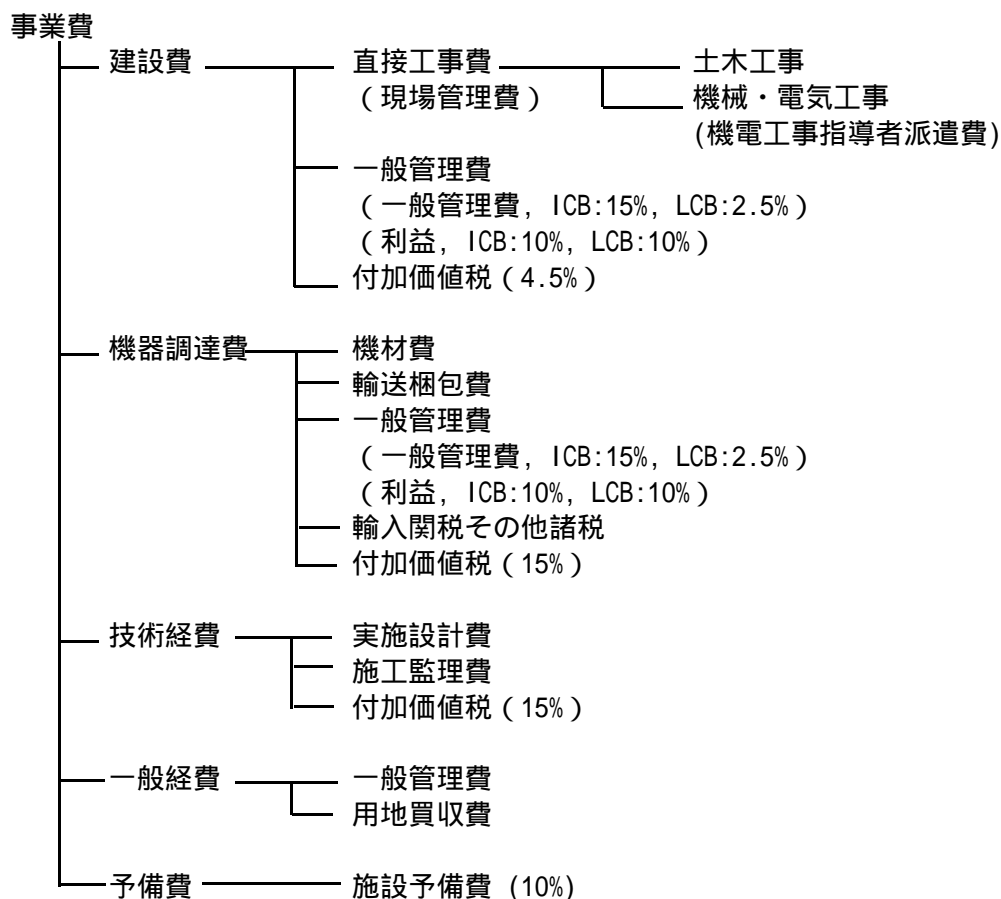 事業費
建設費 直接工事費 土木工事
(現場管理費) 機械・電気工事
(機電工事指導者派遣費)
一般管理費
(一般管理費, ICB:15%, LCB:2.5%)
(利益, ICB:10%, LCB:10%)
付加価値税(4.5%)
機器調達費 機材費
輸送梱包費
一般管理費
(一般管理費, ICB:15%, LCB:2.5%)
(利益, ICB:10%, LCB:10%)
輸入関税その他諸税
付加価値税(15%)
技術経費 実施設計費
施工監理費
付加価値税(15%)
一般経費 一般管理費
用地買収費
予備費 施設予備費 (10%)